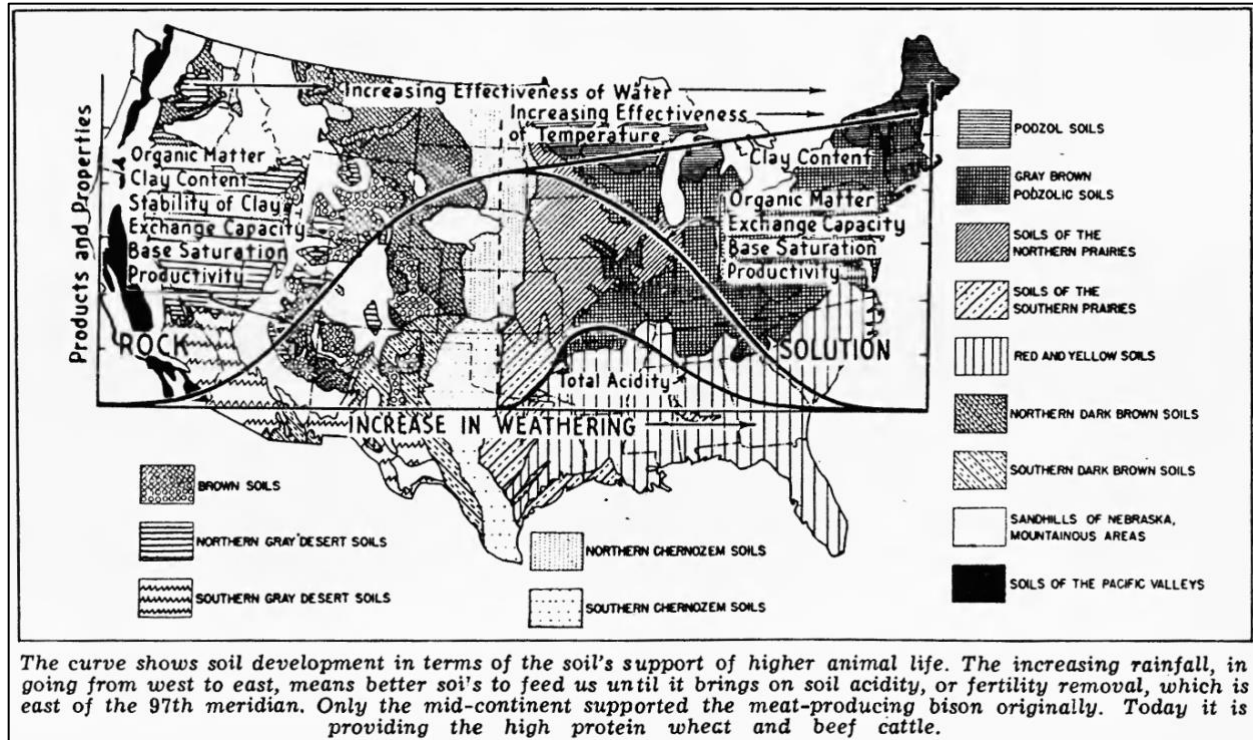 Increasing Effectiveness of Water
Increasing Effectiveness
of Temperature
Products and Properties
Organic Matter
Clay Content
Stability of Clay
Exchange Capacity
Base Saturation
Productivity
ROCK
Clay Content
Organic Matter
Exchange Capacity
Base Saturation
Productivity
SOLUTION
Total Acidity
INCREASE IN WEATHERING
PODZOL SOILS
GRAY BROWN
PODZOLIC SOILS
SOILS OF THE
NORTHERN PRAIRIES
SOILS OF THE
SOUTHERN PRAIRIES
RED AND YELLOW SOILS
NORTHERN DARK BROWN SOILS
SOUTHERN DARK BROWN SOILS
SANDHILLS OF NEBRASKA,
MOUNTAINOUS AREAS
SOILS OF THE PACIFIC VALLEYS
BROWN SOILS
NORTHERN GRAY DESERT SOILS
SOUTHERN GRAY DESERT SOILS
NORTHERN CHERNOZEM SOILS
SOUTHERN CHERNOZEM SOILS
The curve shows soil development in terms of the soil's support of higher animal life. The increasing rainfall, in
going from west to east, means better soi's to feed us until it brings on soil acidity, or fertility removal, which is
east of the 97th meridian. Only the mid-continent supported the meat-producing bison originally. Today it is
providing the high protein wheat and beef cattle.